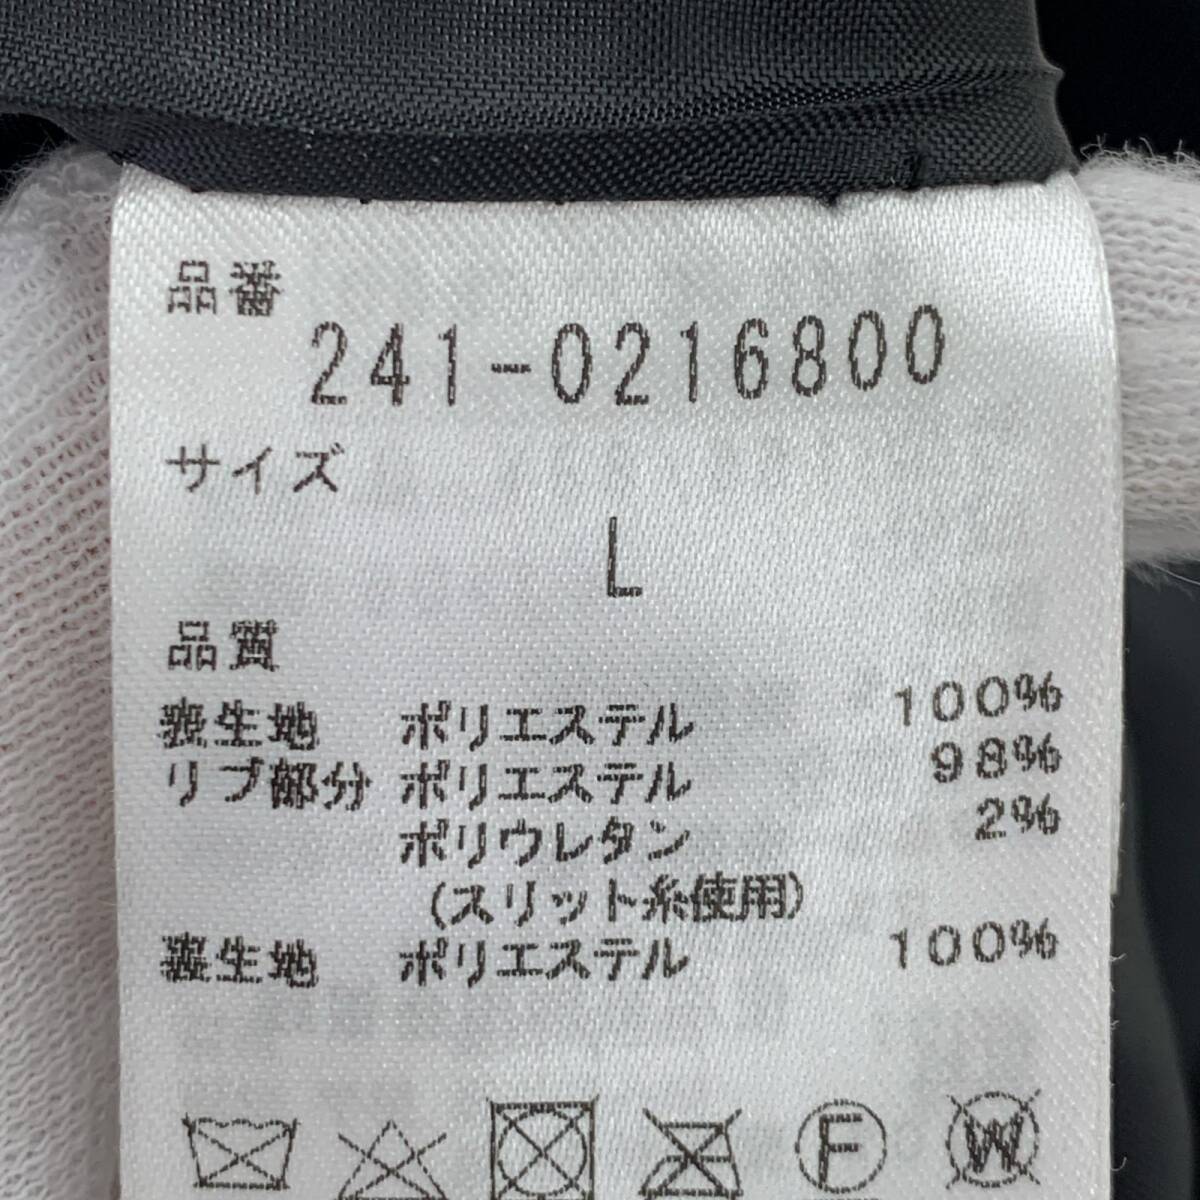 品番
241-0216800
サイズ
L
品質
表生地 ポリエステル 100%
リブ部分 ポリエステル 98%
ポリウレタン 2%
(スリット糸使用)
裏生地 ポリエステル 100%
F W